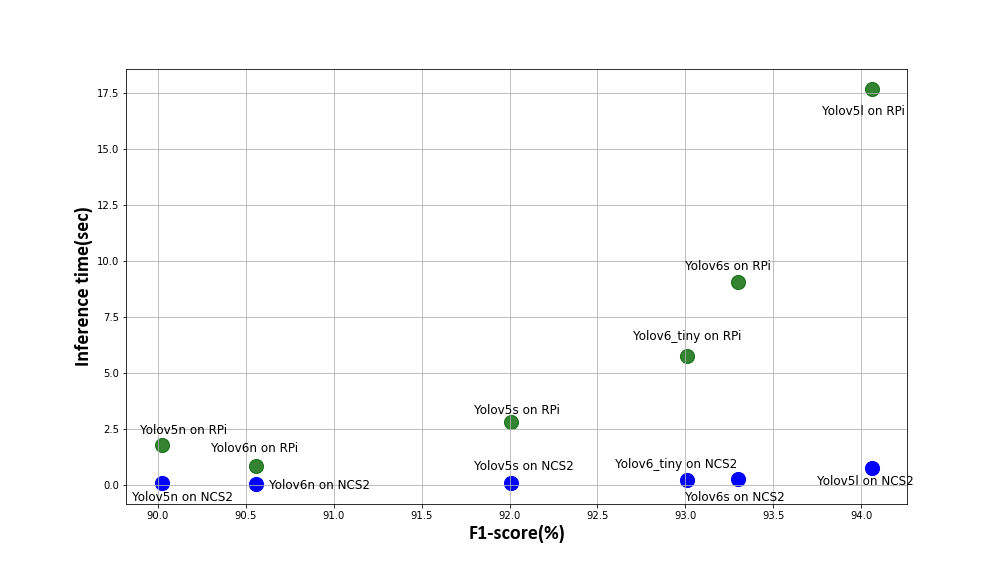 17.5
Yolov5l on RPi
15.0
12.5
10.0
Yolov6s on RPi
7.5
Yolov6_tiny on RPi
5.0
Yolov5s on RPi
2.5
Yolov5n on RPi
Yolov6n on RPi
Yolov5s on NCS2
Yolov6_tiny on NCS2
Yolov5l on NCS2
0.0
Yolov6n on NCS2
Yolov5n on NCS2
Yolov6s on NCS2
Inference time(sec)
90.0 90.5 91.0 91.5 92.0 92.5 93.0 93.5 94.0
F1-score(%)